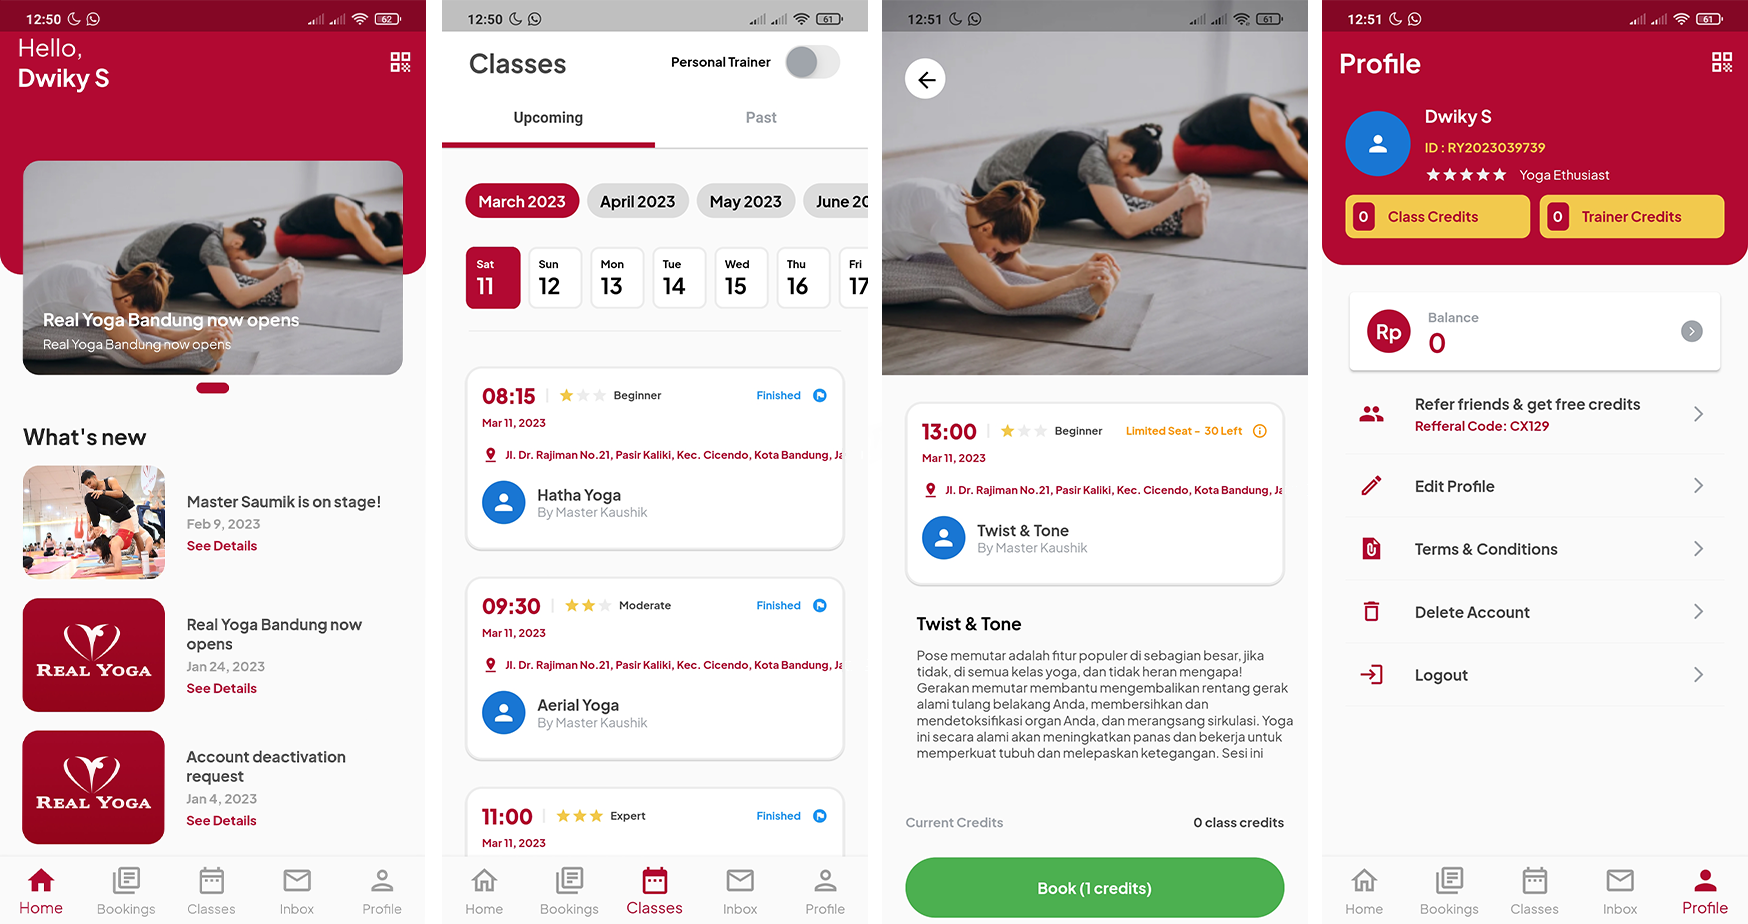 12:50
62
Hello,
Dwiky S
Real Yoga Bandung now opens
Real Yoga Bandung now opens
What's new
Master Saumik is on stage!
Feb 9, 2023
See Details
REAL YOGA
Real Yoga Bandung now
opens
Jan 24, 2023
See Details
REAL YOGA
Account deactivation
request
Jan 4, 2023
See Details
Home
Bookings
Classes
Inbox
Profile
12:50
61
Classes
Personal Trainer
Upcoming
Past
March 2023
April 2023
May 2023
June 20
Sat
11
Sun
12
Mon
13
Tue
14
Wed
15
Thu
16
Fri
17
08:15
Beginner
Finished
Mar 11, 2023
Jl. Dr. Rajiman No.21, Pasir Kaliki, Kec. Cicendo, Kota Bandung, Ja
Hatha Yoga
By Master Kaushik
09:30
Moderate
Finished
Mar 11, 2023
Jl. Dr. Rajiman No.21, Pasir Kaliki, Kec. Cicendo, Kota Bandung, Ja
Aerial Yoga
By Master Kaushik
11:00
Expert
Finished
Mar 11, 2023
Home
Bookings
Classes
Inbox
Profile
12:51
61
13:00
Beginner
Limited Seat - 30 Left
Mar 11, 2023
Jl. Dr. Rajiman No.21, Pasir Kaliki, Kec. Cicendo, Kota Bandung, Ja
Twist & Tone
By Master Kaushik
Twist & Tone
Pose memutar adalah fitur populer di sebagian besar, jika
tidak, di semua kelas yoga, dan tidak heran mengapa!
Gerakan memutar membantu mengembalikan rentang gerak
alami tulang belakang Anda, membersihkan dan
mendetoksifikasi organ Anda, dan merangsang sirkulasi. Yoga
ini secara alami akan meningkatkan panas dan bekerja untuk
memperkuat tubuh dan melepaskan ketegangan. Sesi ini
Current Credits
0 class credits
Book (1 credits)
12:51
61
Profile
Dwiky S
ID : RY2023039739
Yoga Ethusiast
0
Class Credits
0
Trainer Credits
Rp
Balance
0
Refer friends & get free credits
Refferal Code: CX129
Edit Profile
Terms & Conditions
Delete Account
Logout
Home
Bookings
Classes
Inbox
Profile